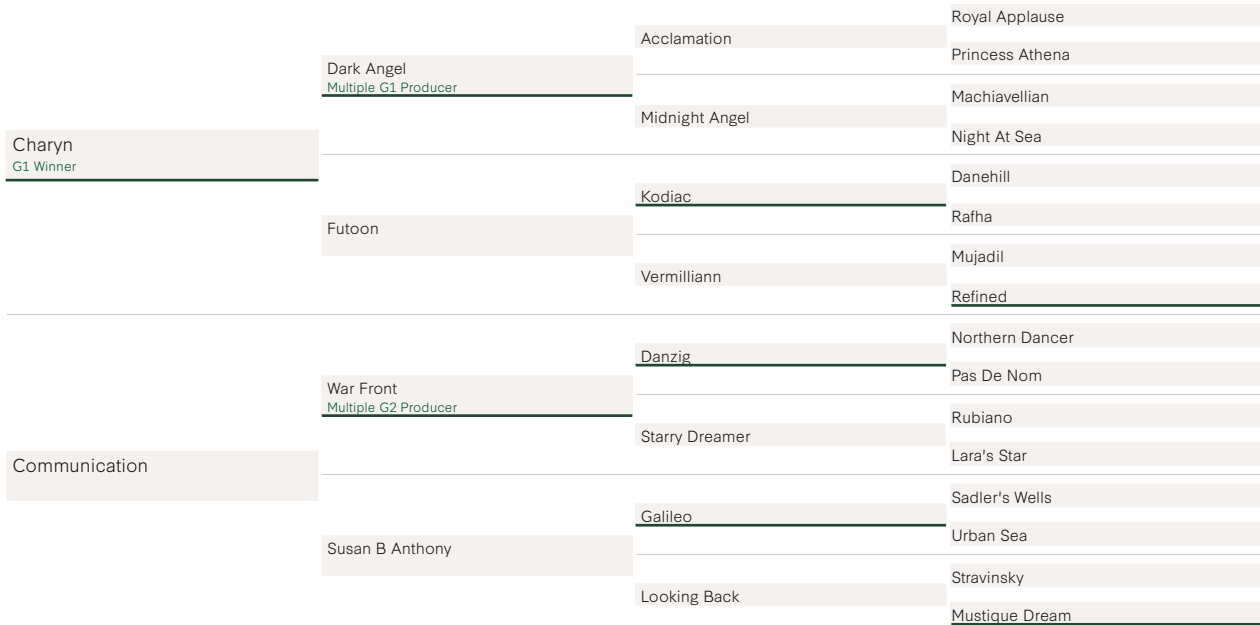 Charyn
G1 Winner
Communication
Dark Angel
Multiple G1 Producer
Futoon
War Front
Multiple G2 Producer
Susan B Anthony
Acclamation
Midnight Angel
Kodiac
Vermilliann
Danzig
Starry Dreamer
Galileo
Looking Back
Royal Applause
Princess Athena
Machiavellian
Night At Sea
Danehill
Rafha
Mujadil
Refined
Northern Dancer
Pas De Nom
Rubiano
Lara's Star
Sadler's Wells
Urban Sea
Stravinsky
Mustique Dream